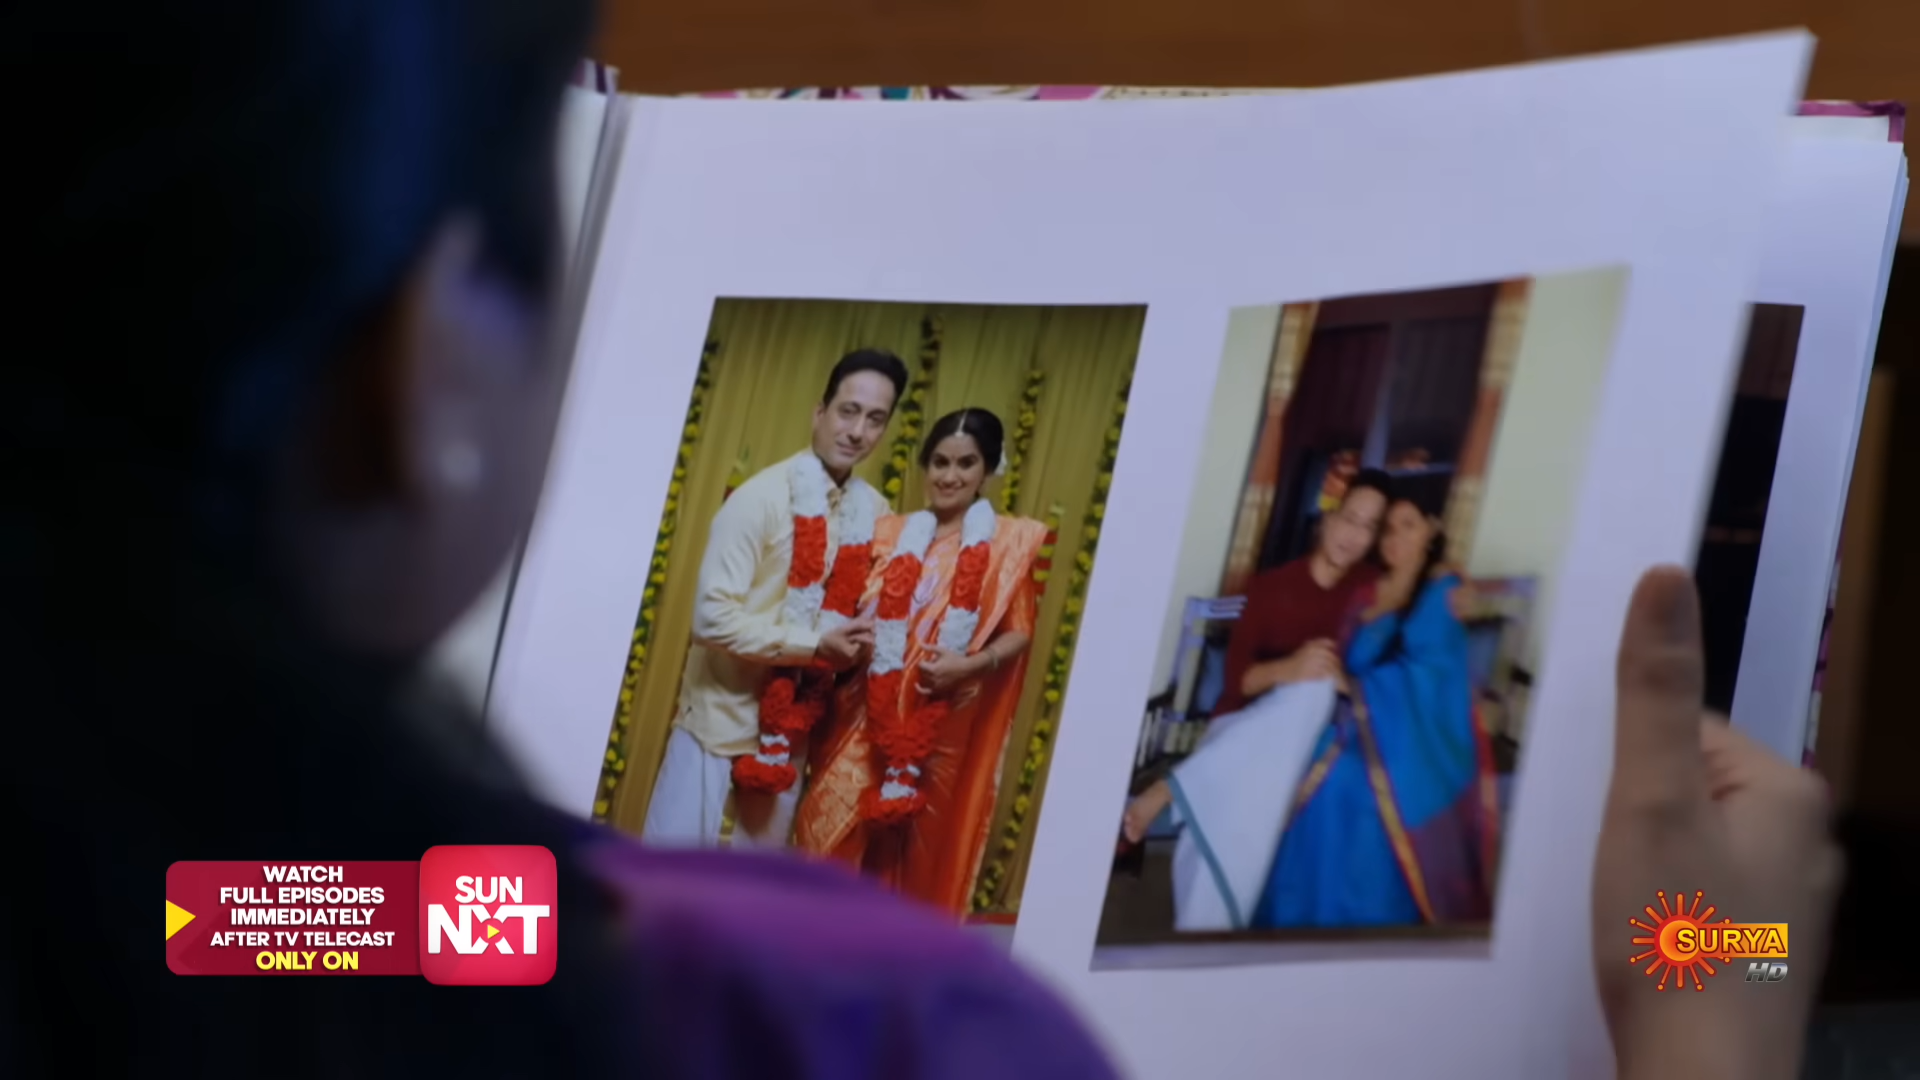 WATCH
FULL EPISODES
IMMEDIATELY
AFTER TV TELECAST
ONLY ON
SUN
NXT
SURYA
HD